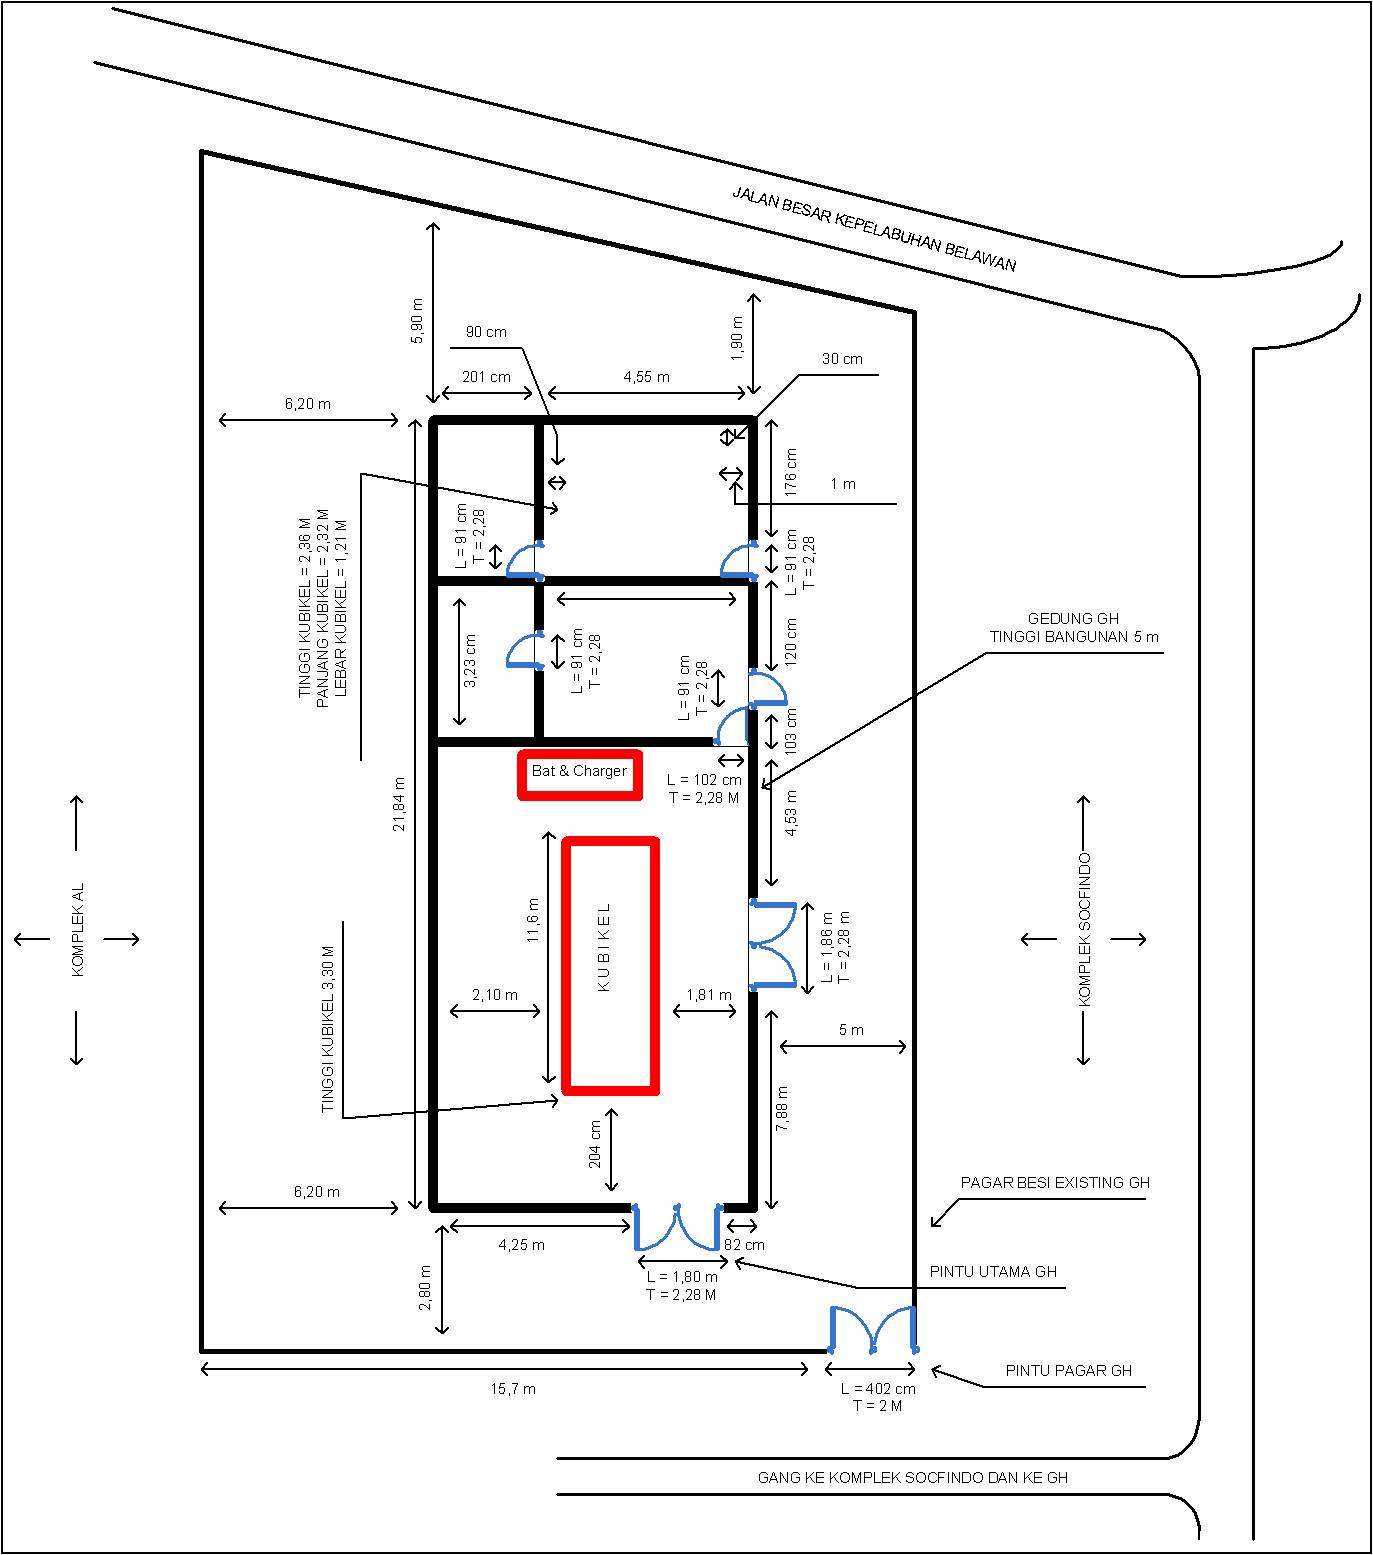 KOMPLEK AL
6,20 m
6,20 m
TINGGI KUBIKEL = 2,36 M
PANJANG KUBIKEL = 2,32 M
LEBAR KUBIKEL = 1,21 M
TINGGI KUBIKEL 3,30 M
21,84 m
2,80 m
5,90 m
15,7 m
4,25 m
2,10 m
3,23 cm
L = 91 cm
T = 2,28
201 cm
90 cm
11,6 m
Bat & Charger
204 cm
KUBIKEL
L = 91 cm
T = 2,28
4,55 m
L = 1,80 m
T = 2,28 M
82 cm
1,81 m
L = 102 cm
T = 2,28 M
L = 91 cm
T = 2,28
1,90 m
7,88 m
4,53 m
103 cm
120 cm
L = 91 cm
T = 2,28
176 cm
L = 1,86 m
T = 2,28 m
5 m
1 m
30 cm
L = 402 cm
T = 2 M
GANG KE KOMPLEK SOCFINDO DAN KE GH
JALAN BESAR KEPELABUHAN BELAWAN
PINTU PAGAR GH
PINTU UTAMA GH
PAGAR BESI EXISTING GH
KOMPLEK SOCFINDO
GEDUNG GH
TINGGI BANGUNAN 5 m